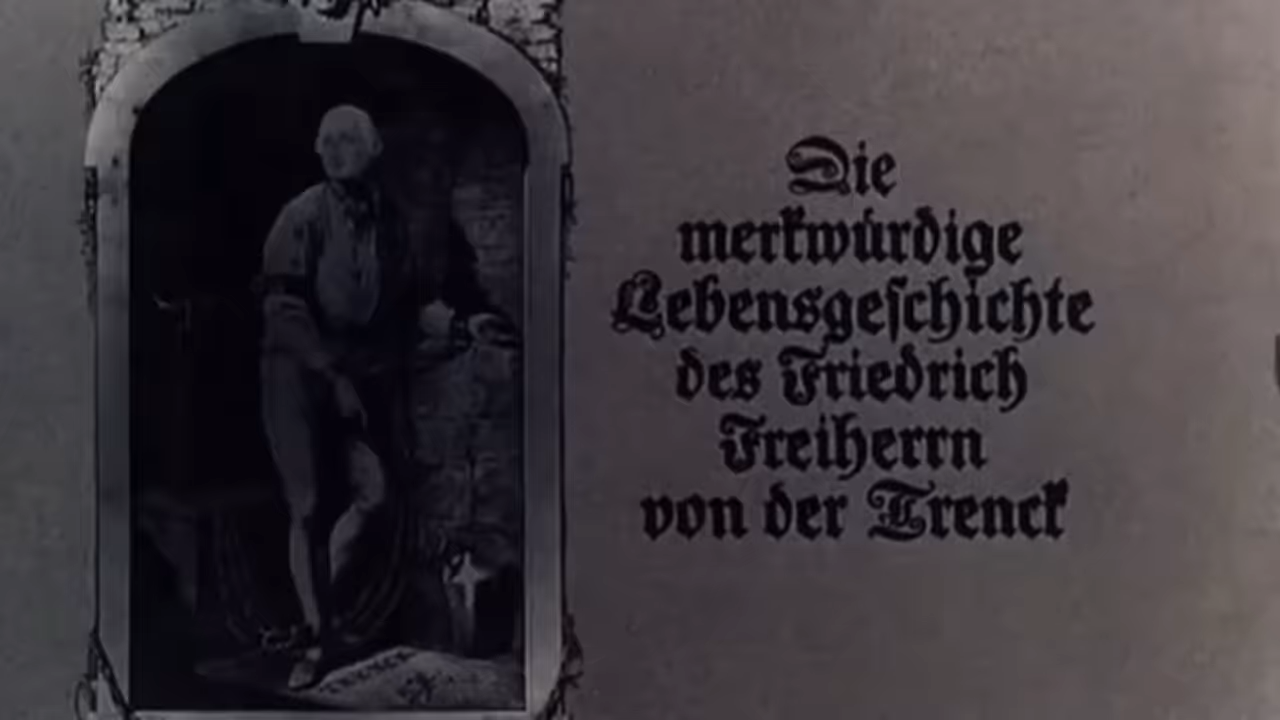 Die
merkwürdige
Lebensgeschichte
des Friedrich
Freiherrn
von der Trenck